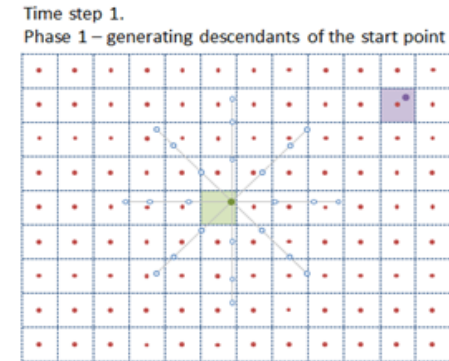 Time step 1.
Phase 1 – generating descendants of the start point